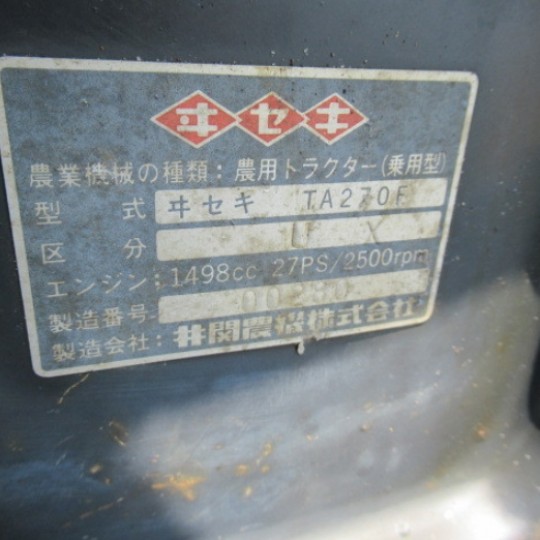 ヰセキ
農業機械の種類：農用トラクター(乗用型)
型式 ヰセキ TA270F
区分 U X
エンジン：1498cc 27PS/2500rpm
製造番号：
製造会社：井関農機株式会社